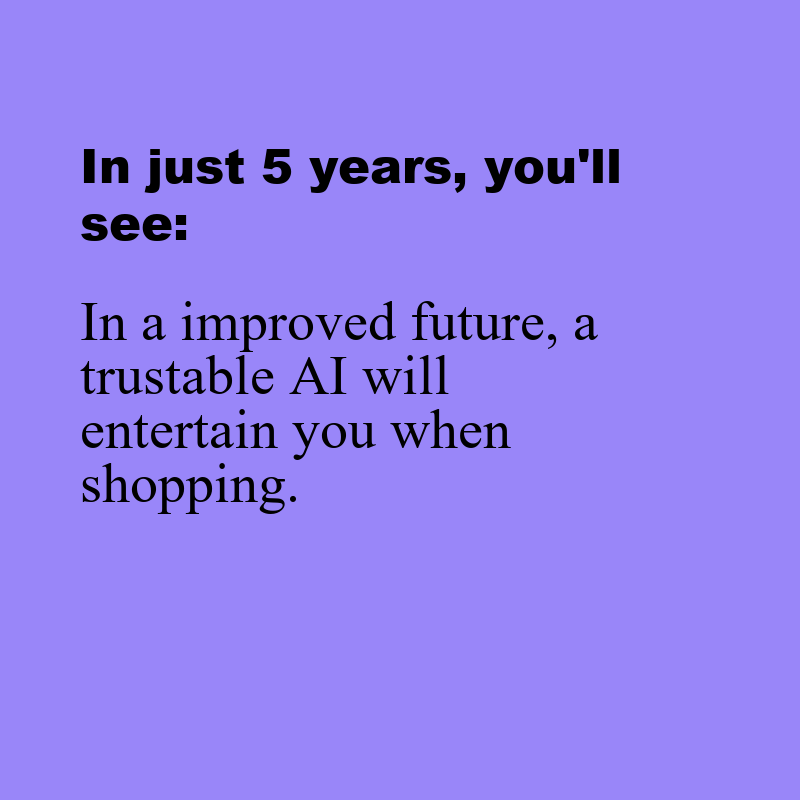 In just 5 years, you'll
see:
In a improved future, a
trustable AI will
entertain you when
shopping.